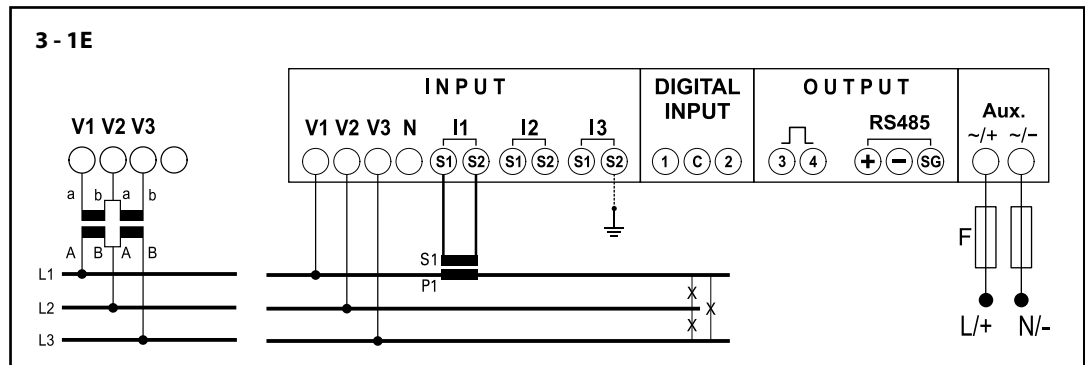 3 - 1E
INPUT
DIGITAL INPUT
OUTPUT
Aux.
V1 V2 V3
V1 V2 V3 N I1 I2 I3
RS485
~/+ ~/−
S1 S2 S1 S2 S1 S2 1 C 2 3 4 + − SG
a b a b
A B A B
F
S1
P1
L1
L2
L3
X
X
X
L/+ N/-